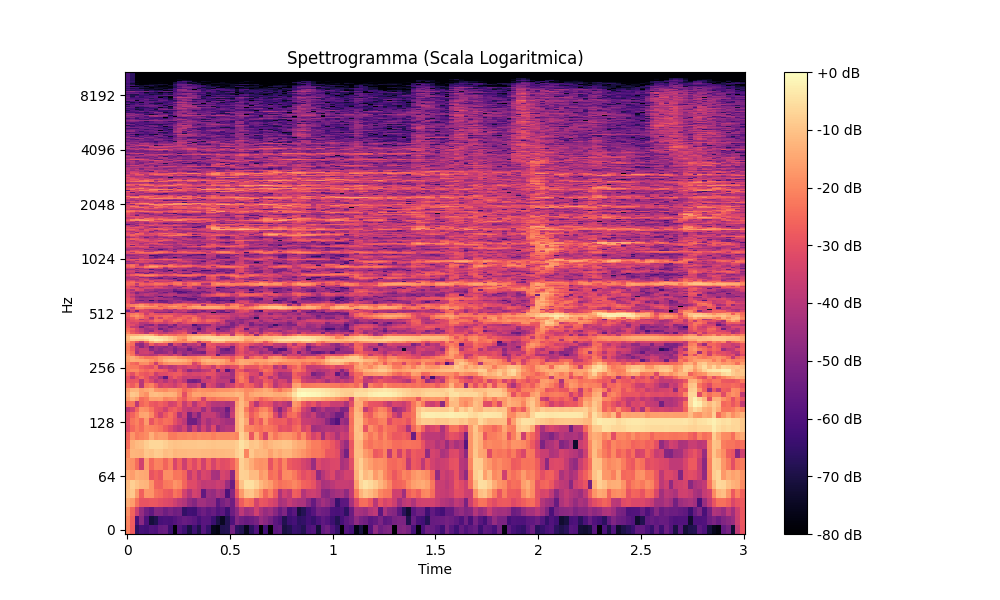 Spettrogramma (Scala Logaritmica)
Hz
8192
4096
2048
1024
512
256
128
64
0
0 0.5 1 1.5 2 2.5 3
Time
+0 dB
-10 dB
-20 dB
-30 dB
-40 dB
-50 dB
-60 dB
-70 dB
-80 dB